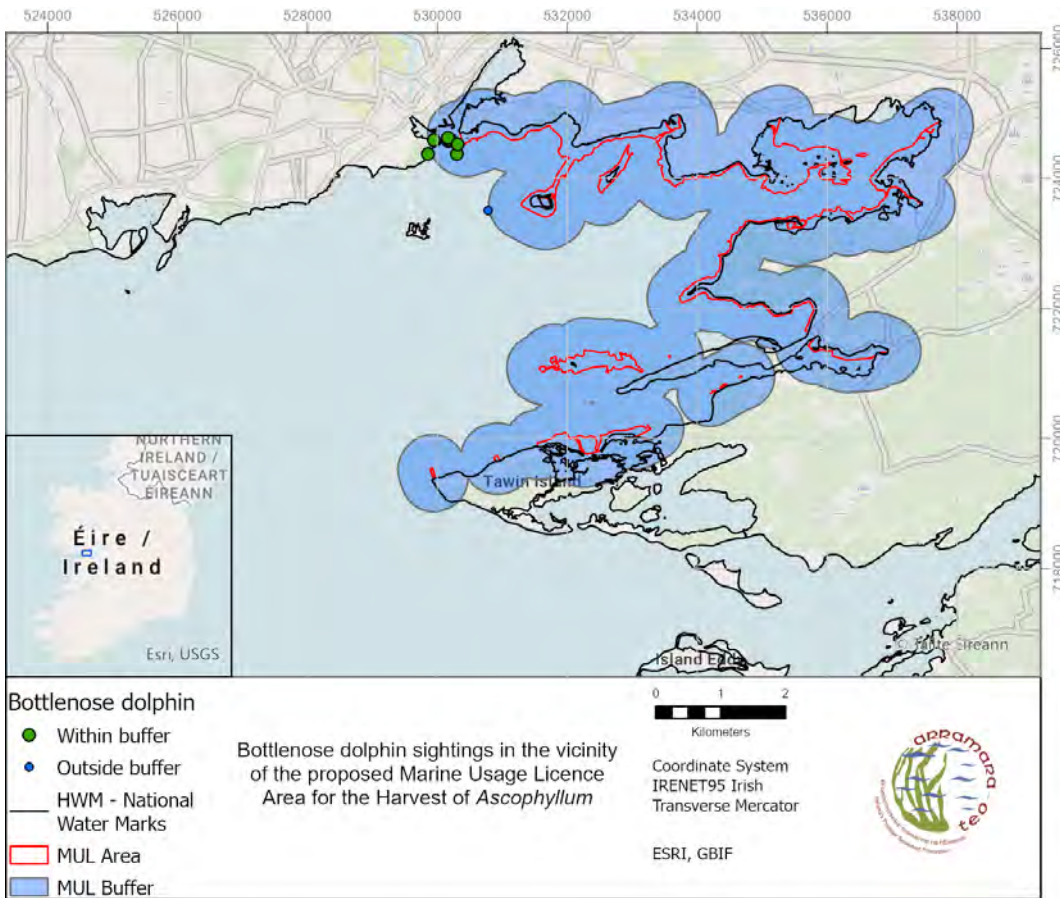 524000
526000
528000
530000
532000
534000
536000
538000
726000
724000
722000
720000
718000
Tawin Island
Island Edd
© Tailte Éireann
NORTHERN
IRELAND /
TUAISCEART
ÉIREANN
Éire /
Ireland
Esri, USGS
Bottlenose dolphin
Within buffer
Outside buffer
HWM - National
Water Marks
MUL Area
MUL Buffer
Bottlenose dolphin sightings in the vicinity
of the proposed Marine Usage Licence
Area for the Harvest of Ascophyllum
0 1 2
Kilometers
Coordinate System
IRENET95 Irish
Transverse Mercator
ESRI, GBIF
arramara
teo